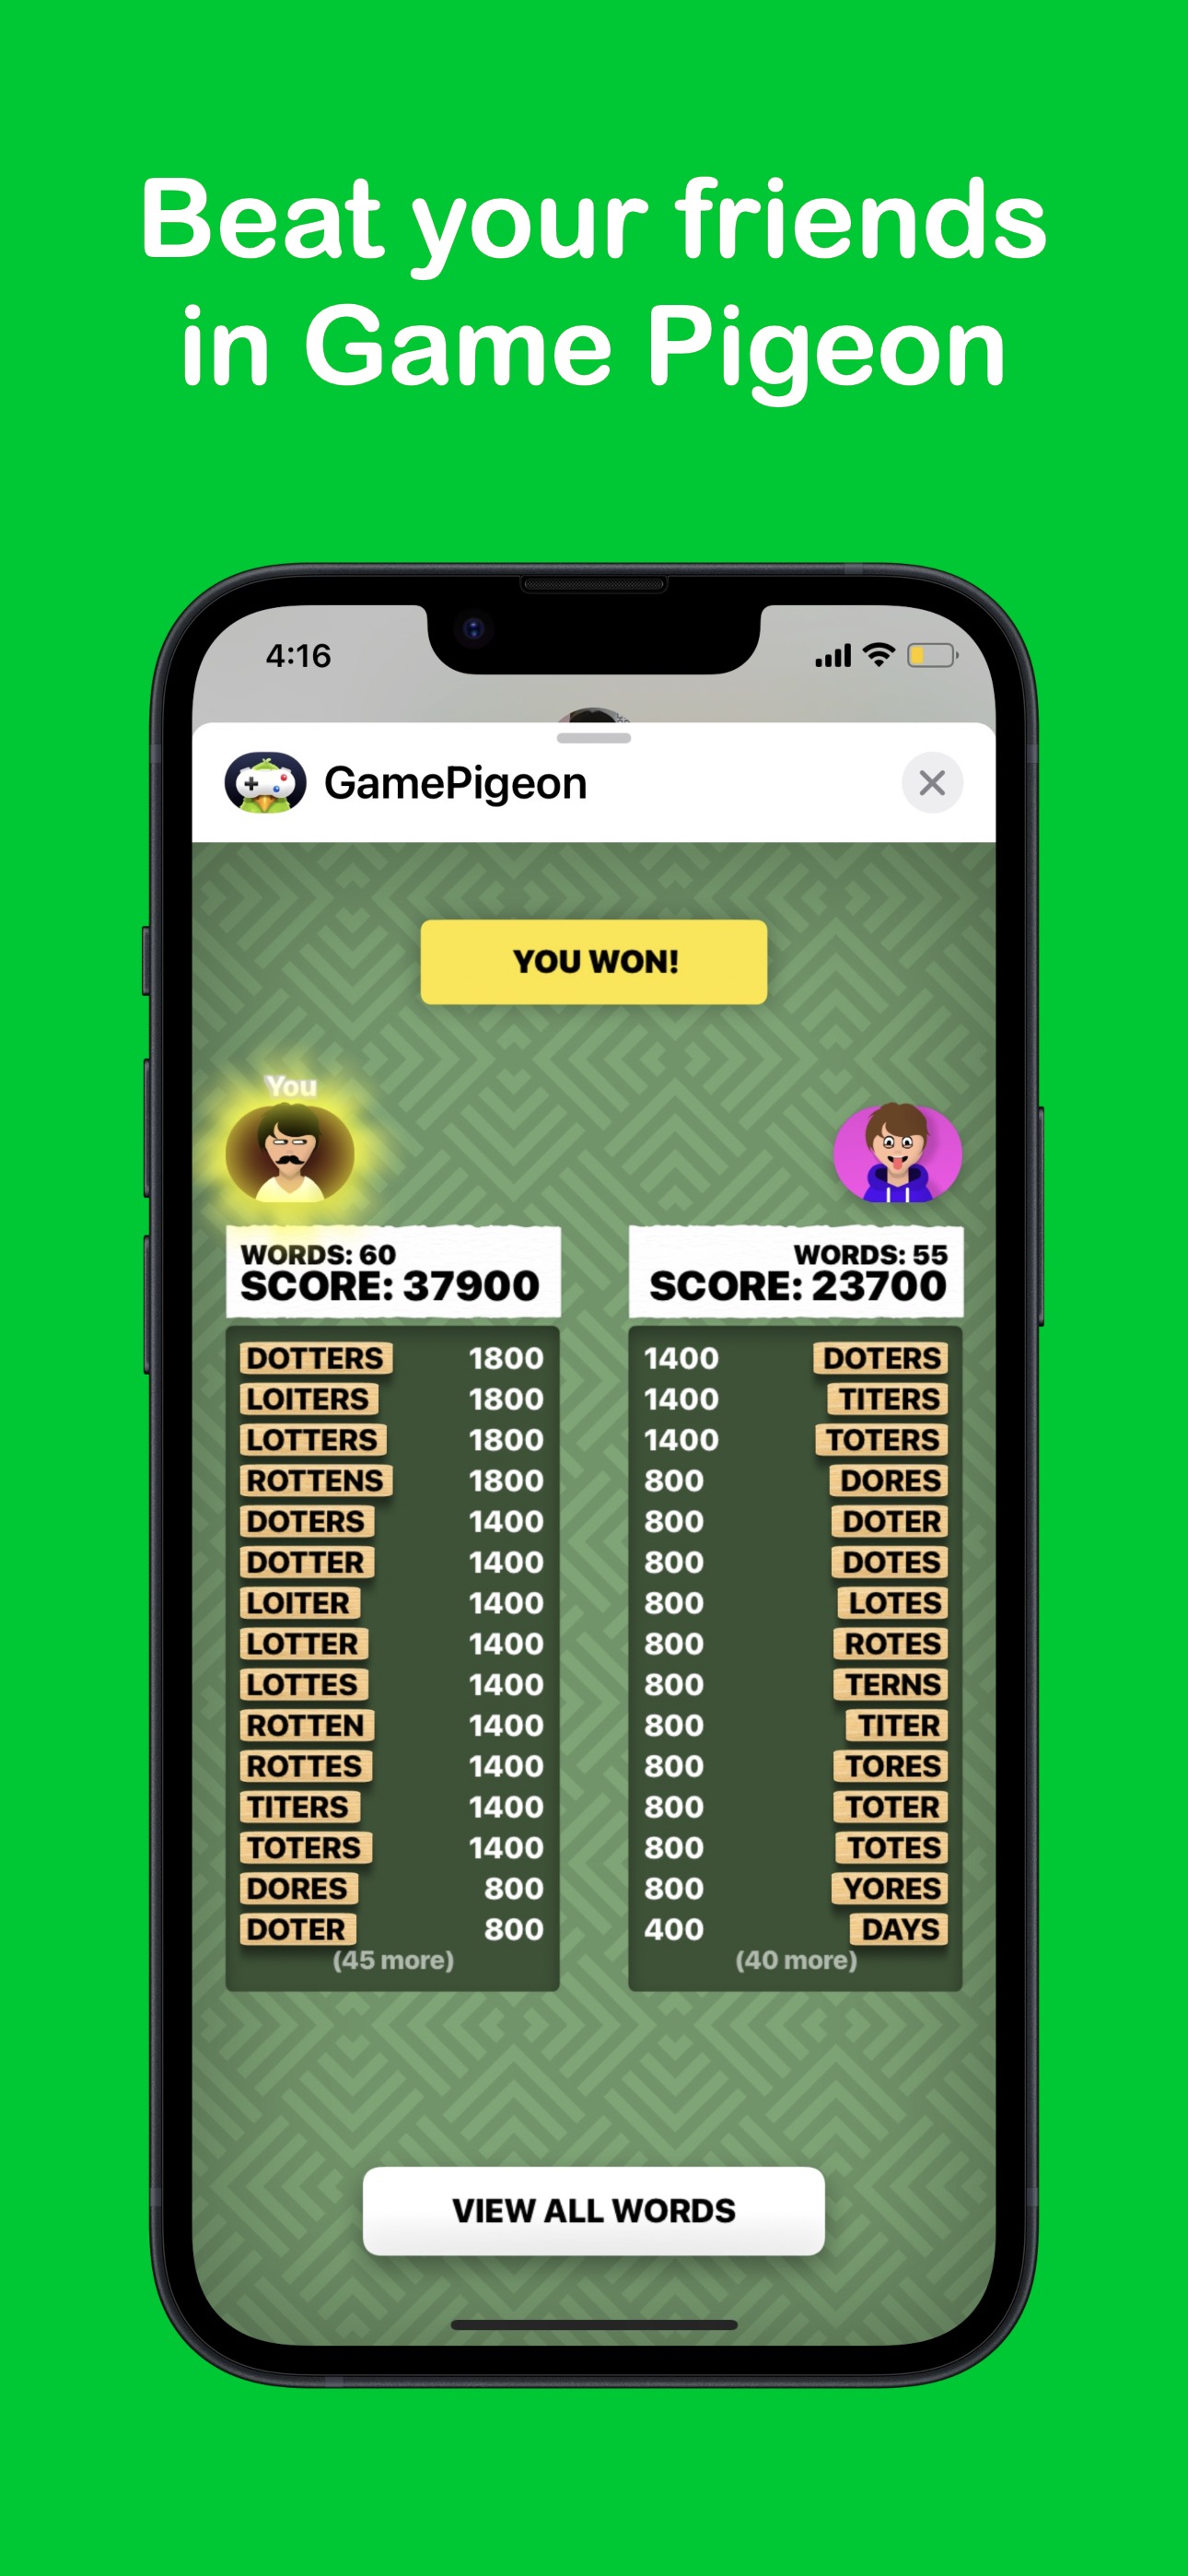 Beat your friends
in Game Pigeon
4:16
GamePigeon
YOU WON!
You
WORDS: 60
SCORE: 37900
WORDS: 55
SCORE: 23700
DOTTERS 1800
LOITERS 1800
LOTTERS 1800
ROTTENS 1800
DOTERS 1400
DOTTER 1400
LOITER 1400
LOTTER 1400
LOTTES 1400
ROTTEN 1400
ROTTES 1400
TITERS 1400
TOTERS 1400
DORES 800
DOTER 800
(45 more)
1400 DOTERS
1400 TITERS
1400 TOTERS
800 DORES
800 DOTER
800 DOTES
800 LOTES
800 ROTES
800 TERNS
800 TITER
800 TORES
800 TOTER
800 TOTES
800 YORES
400 DAYS
(40 more)
VIEW ALL WORDS